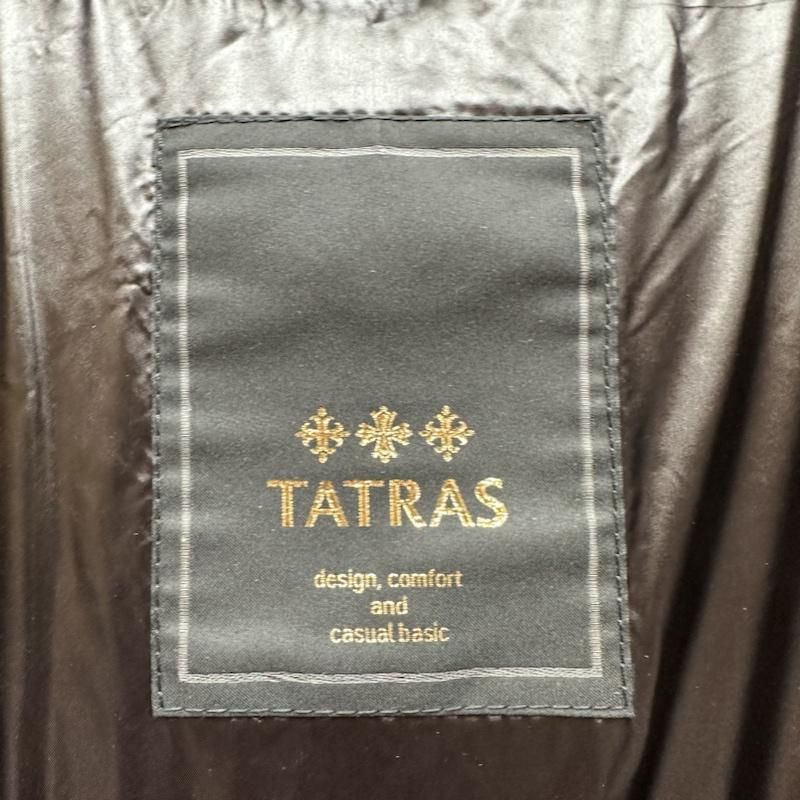 TATRAS
design, comfort
and
casual basic